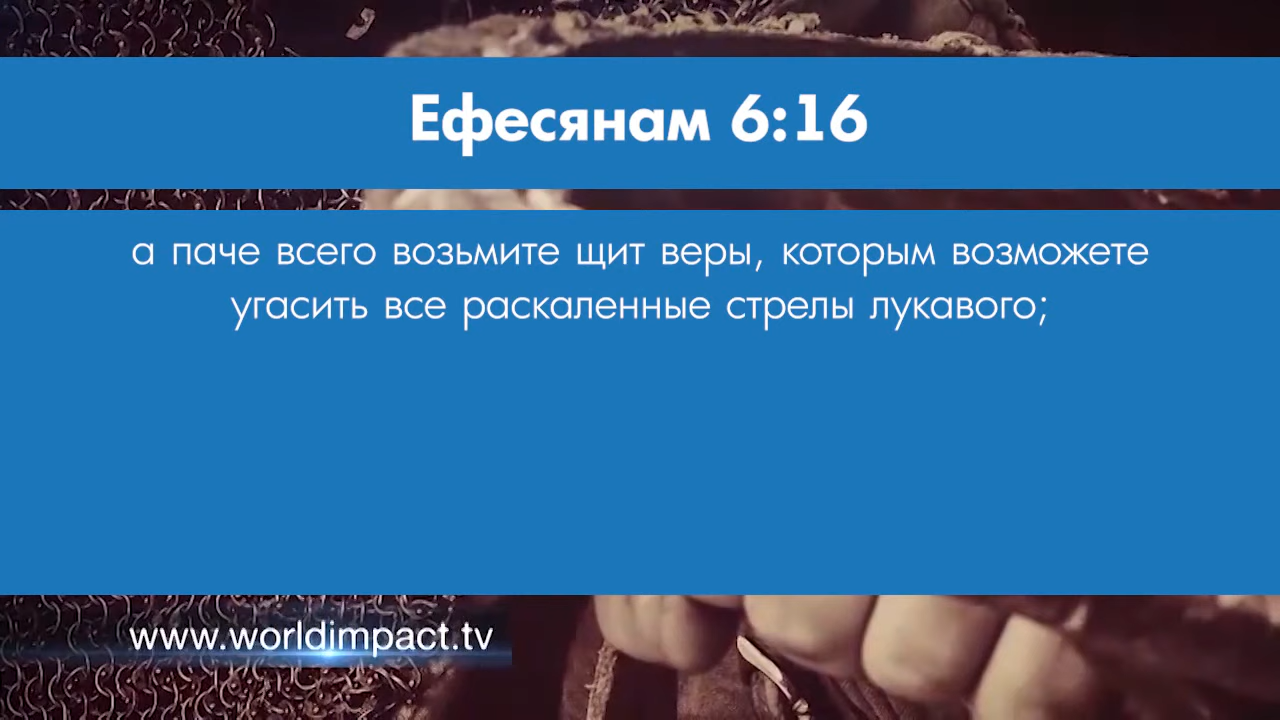 Ефесянам 6:16
а паче всего возьмите щит веры, которым возможете
угасить все раскаленные стрелы лукавого;
www.worldimpact.tv